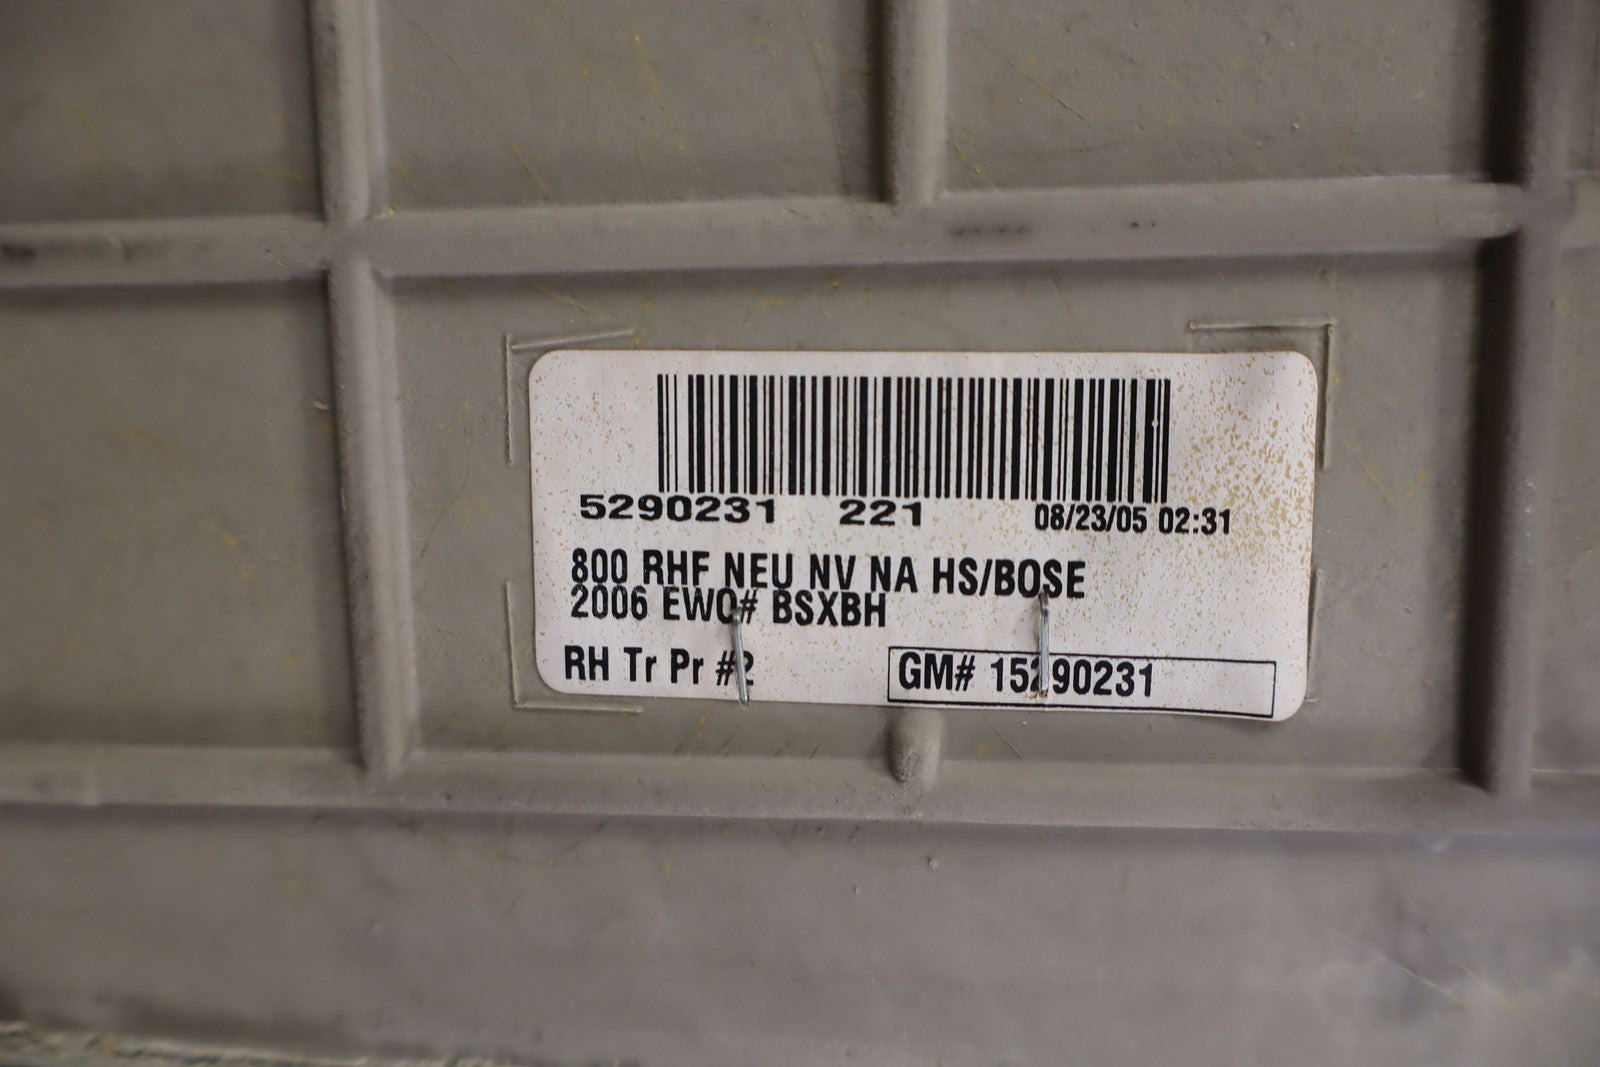 5290231 221 08/23/05 02:31
800 RHF NEU NV NA HS/BOSE
2006 EWO# BSXBH
RH Tr Pr #2
GM# 15290231